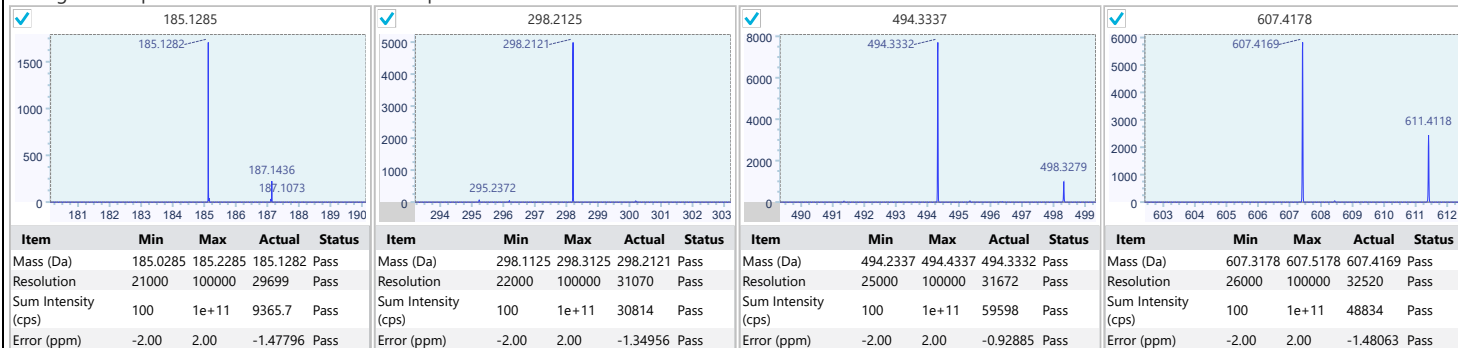 185.1285 298.2125 494.3337 607.4178
185.1282 187.1436 187.1073
1500
1000
500
0
181 182 183 184 185 186 187 188 189 190
298.2121 295.2372
5000
4000
3000
2000
1000
0
294 295 296 297 298 299 300 301 302 303
494.3332 498.3279
8000
6000
4000
2000
0
490 491 492 493 494 495 496 497 498 499
607.4169 611.4118
6000
5000
4000
3000
2000
1000
0
603 604 605 606 607 608 609 610 611 612
Item Min Max Actual Status
Mass (Da) 185.0285 185.2285 185.1282 Pass
Resolution 21000 100000 29699 Pass
Sum Intensity (cps) 100 1e+11 9365.7 Pass
Error (ppm) -2.00 2.00 -1.47796 Pass
Item Min Max Actual Status
Mass (Da) 298.1125 298.3125 298.2121 Pass
Resolution 22000 100000 31070 Pass
Sum Intensity (cps) 100 1e+11 30814 Pass
Error (ppm) -2.00 2.00 -1.34956 Pass
Item Min Max Actual Status
Mass (Da) 494.2337 494.4337 494.3332 Pass
Resolution 25000 100000 31672 Pass
Sum Intensity (cps) 100 1e+11 59598 Pass
Error (ppm) -2.00 2.00 -0.92885 Pass
Item Min Max Actual Status
Mass (Da) 607.3178 607.5178 607.4169 Pass
Resolution 26000 100000 32520 Pass
Sum Intensity (cps) 100 1e+11 48834 Pass
Error (ppm) -2.00 2.00 -1.48063 Pass